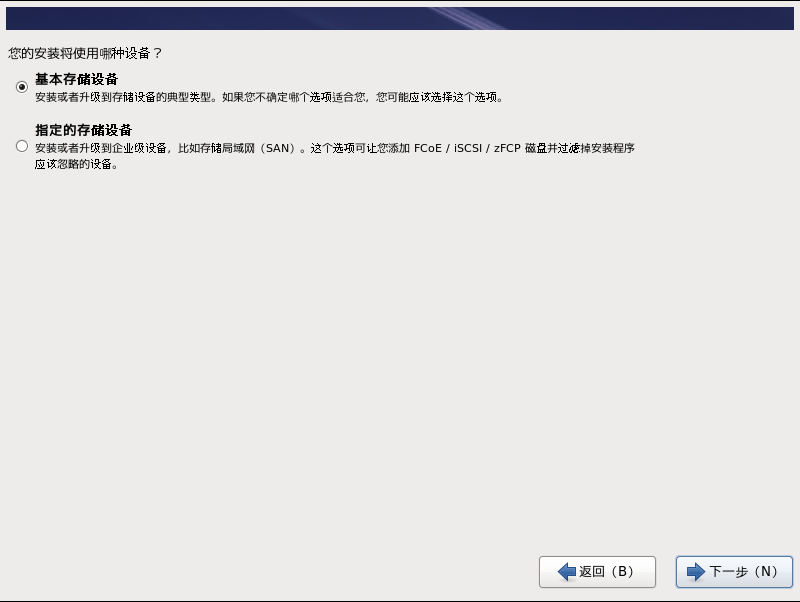 您的安装将使用哪种设备？
基本存储设备
安装或者升级到存储设备的典型类型。如果您不确定哪个选项适合您，您可能应该选择这个选项。
指定的存储设备
安装或者升级到企业级设备，比如存储局域网（SAN）。这个选项可让您添加 FCoE / iSCSI / zFCP 磁盘并过滤掉安装程序
应该忽略的设备。
返回（B） 下一步（N）